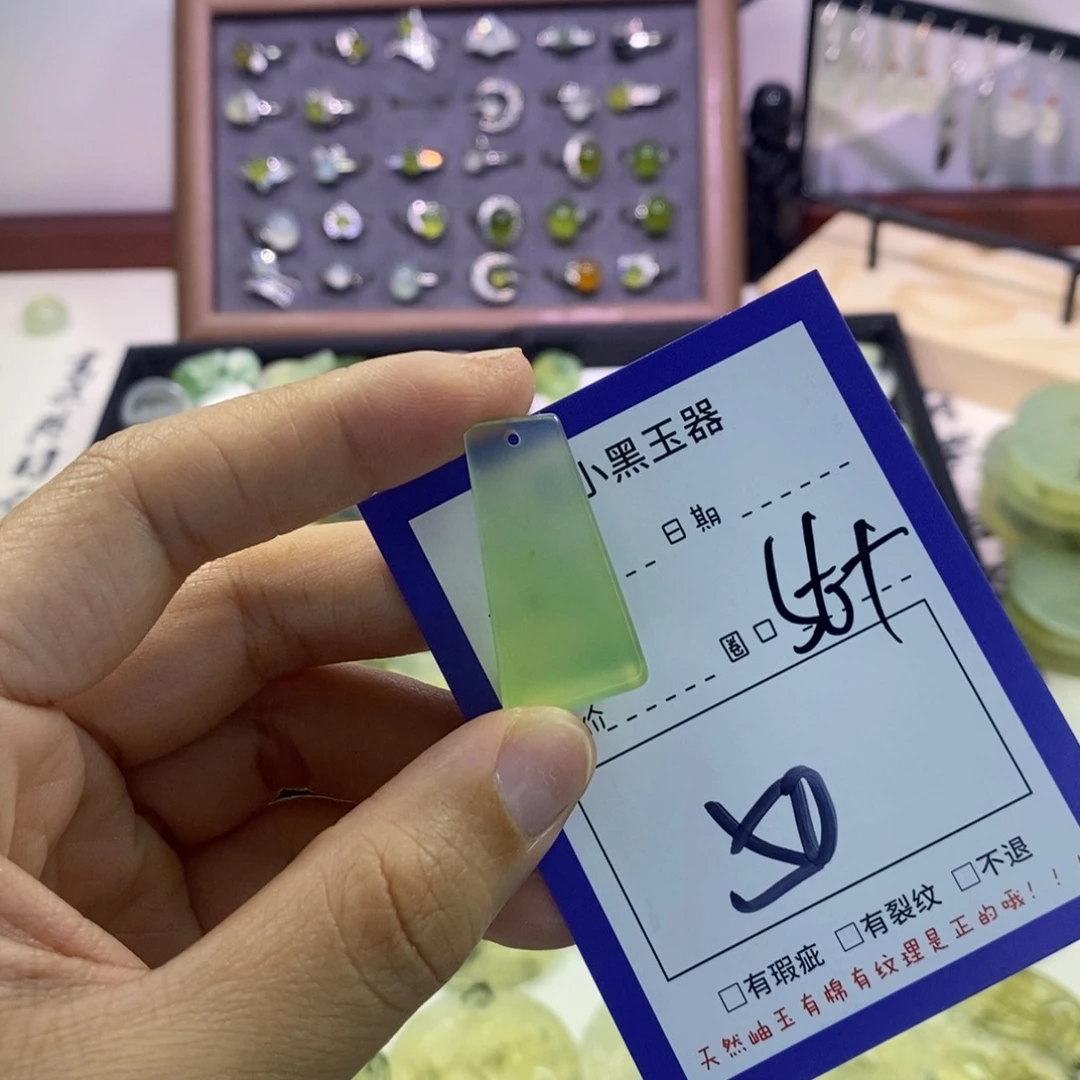 小黑玉器
日期
圈口
价
□有瑕疵 □有裂纹 □不退
天然岫玉有棉有纹理是正的哦！！